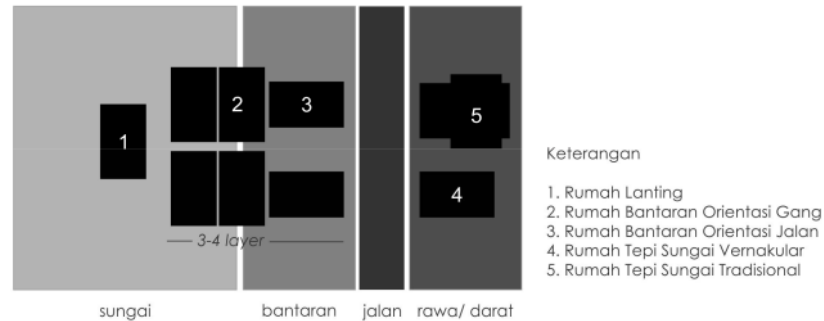 1
2
3
5
4
3-4 layer
sungai
bantaran
jalan
rawa/ darat
Keterangan
1. Rumah Lanting
2. Rumah Bantaran Orientasi Gang
3. Rumah Bantaran Orientasi Jalan
4. Rumah Tepi Sungai Vernakular
5. Rumah Tepi Sungai Tradisional